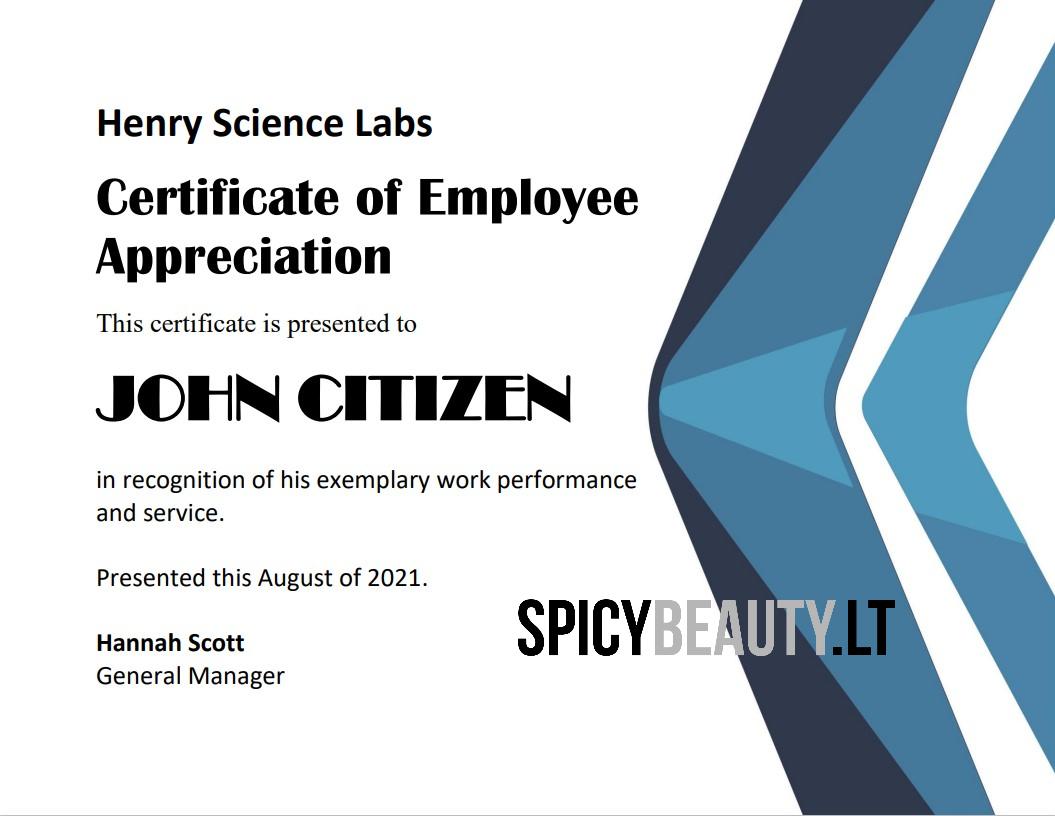 Henry Science Labs
Certificate of Employee
Appreciation
This certificate is presented to
JOHN CITIZEN
in recognition of his exemplary work performance
and service.
Presented this August of 2021.
SPICYBEAUTY.LT
Hannah Scott
General Manager